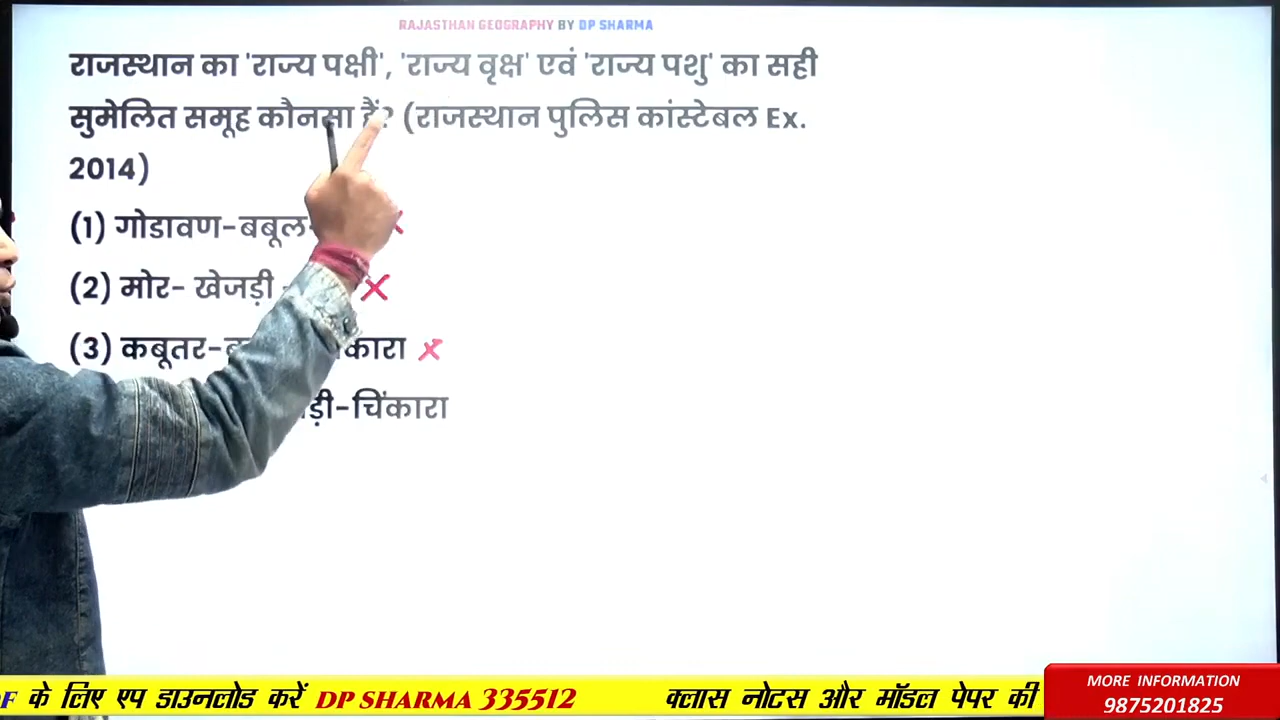 RAJASTHAN GEOGRAPHY BY DP SHARMA
राजस्थान का 'राज्य पक्षी', 'राज्य वृक्ष' एवं 'राज्य पशु' का सही
सुमेलित समूह कौनसा हैं? (राजस्थान पुलिस कांस्टेबल Ex.
2014)
(1) गोडावण-बबूल-
(2) मोर- खेजड़ी -
(3) कबूतर-
-चिंकारा
के लिए एप डाउनलोड करें DP SHARMA 335512 क्लास नोटस और मॉडल पेपर की
MORE INFORMATION
9875201825